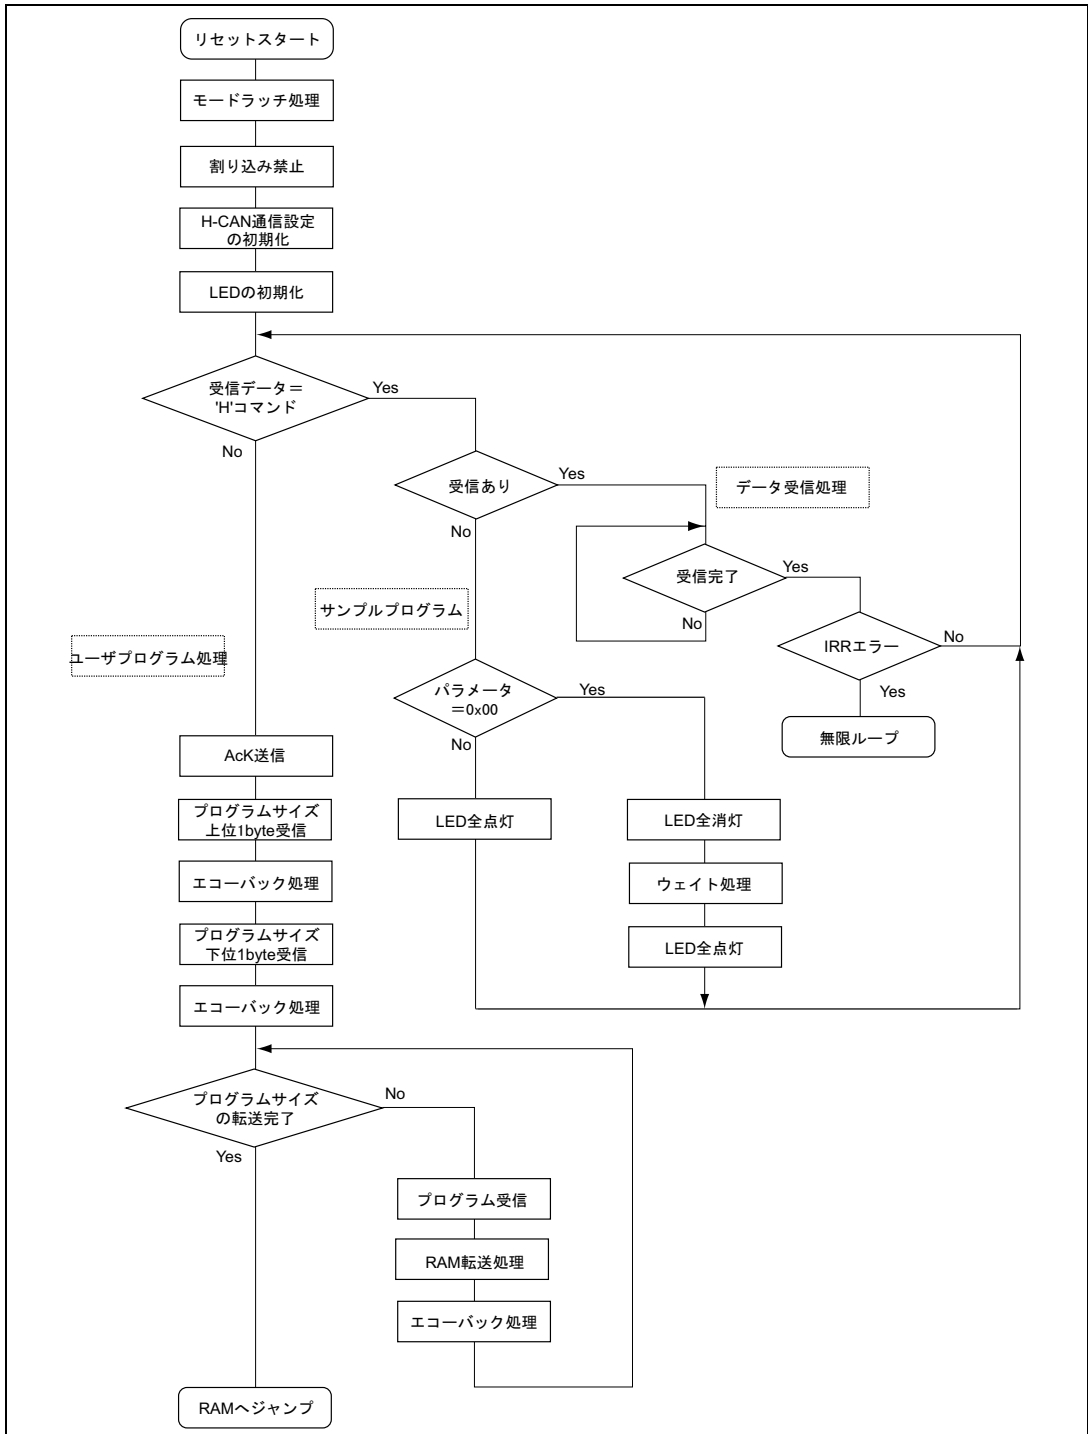 リセットスタート
モードラッチ処理
割り込み禁止
H-CAN通信設定
の初期化
LEDの初期化
受信データ＝
'H'コマンド
Yes
No
受信あり
Yes
No
データ受信処理
受信完了
Yes
No
サンプルプログラム
IRRエラー
No
Yes
無限ループ
ユーザプログラム処理
パラメータ
＝0x00
Yes
No
AcK送信
プログラムサイズ
上位1byte受信
LED全点灯
LED全消灯
エコーバック処理
ウェイト処理
プログラムサイズ
下位1byte受信
LED全点灯
エコーバック処理
プログラムサイズ
の転送完了
No
Yes
プログラム受信
RAM転送処理
エコーバック処理
RAMへジャンプ